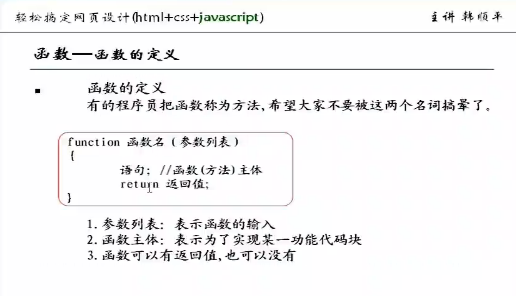 轻松搞定网页设计(html+css+javascript)
主讲 韩顺平
函数——函数的定义
函数的定义
有的程序员把函数称为方法,希望大家不要被这两个名词搞晕了。
function 函数名 (参数列表)
{
语句; //函数(方法)主体
return 返回值;
}
1.参数列表: 表示函数的输入
2.函数主体: 表示为了实现某一功能代码块
3.函数可以有返回值,也可以没有